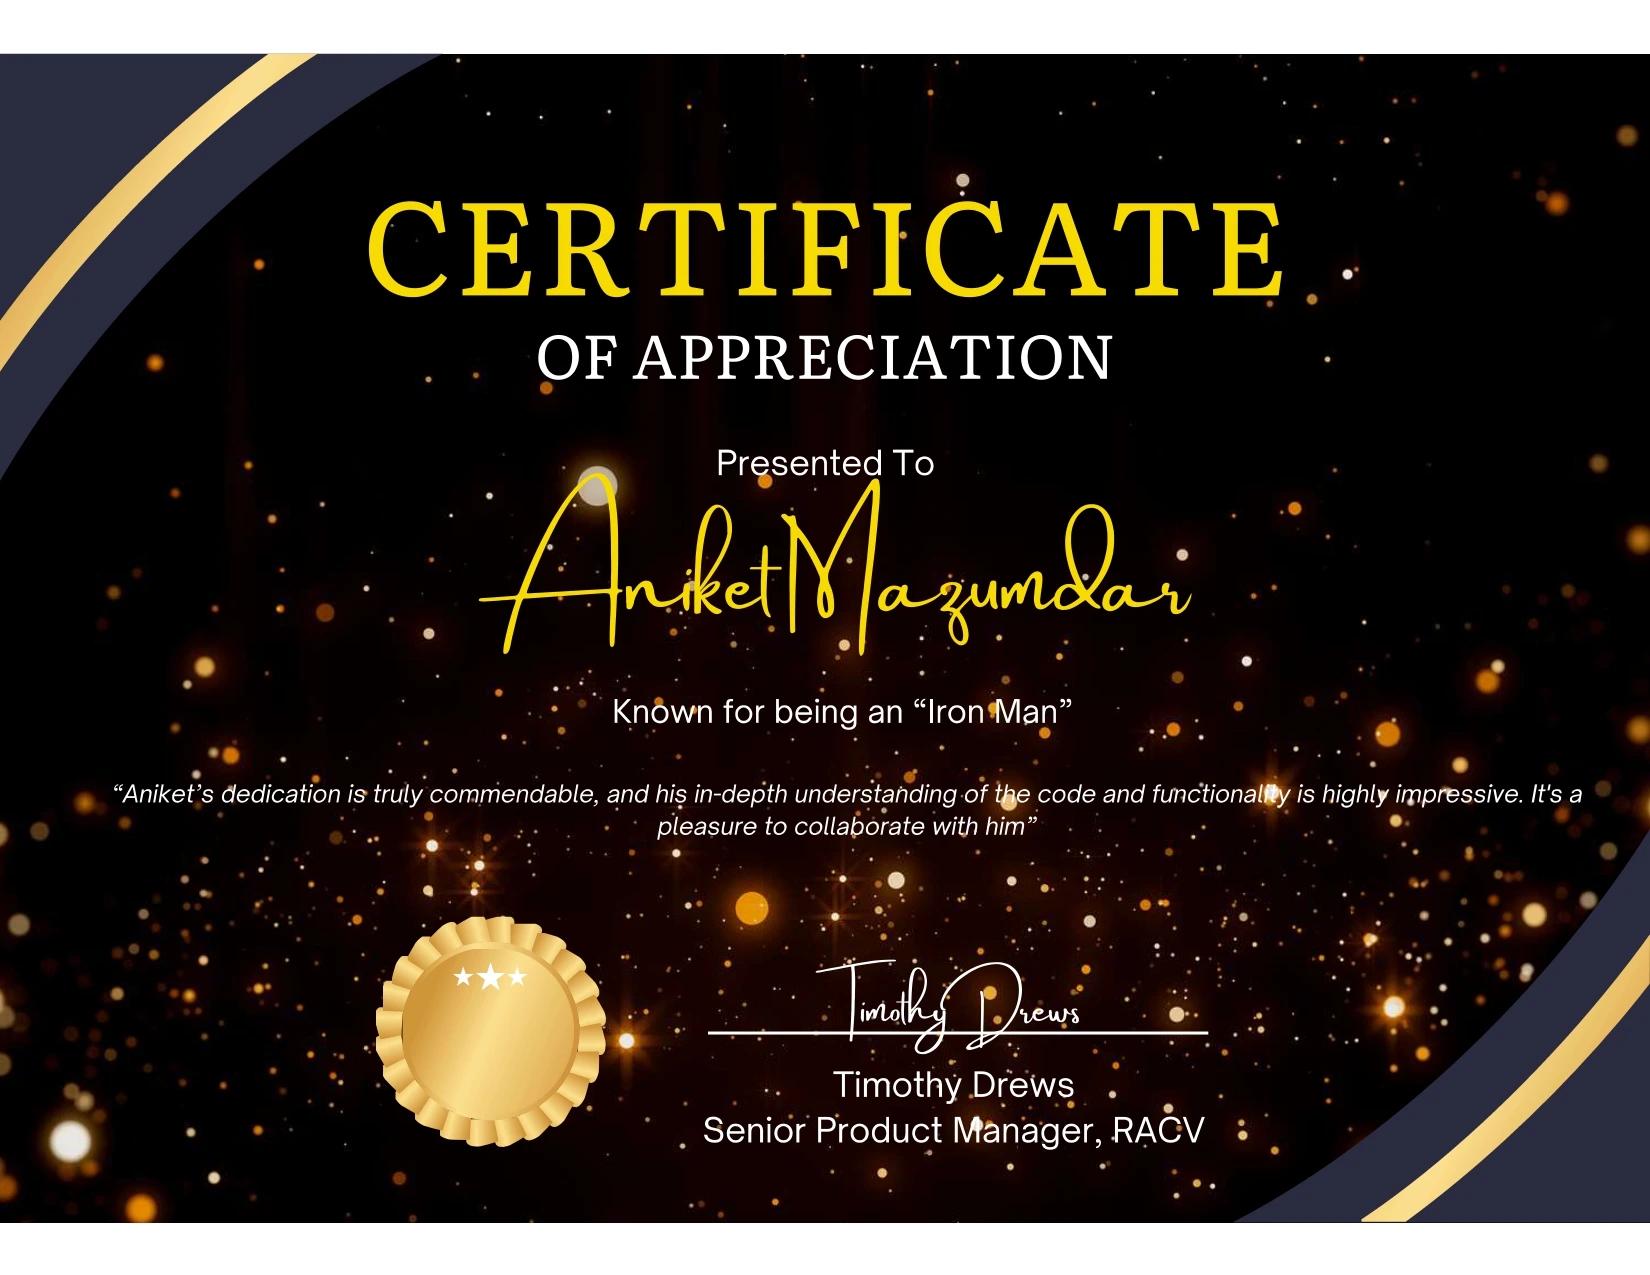 CERTIFICATE
OF APPRECIATION
Presented To
Aniket Mazumdar
Known for being an “Iron Man”
“Aniket’s dedication is truly commendable, and his in-depth understanding of the code and functionality is highly impressive. It's a
pleasure to collaborate with him”
Timothy Drews
Timothy Drews
Senior Product Manager, RACV